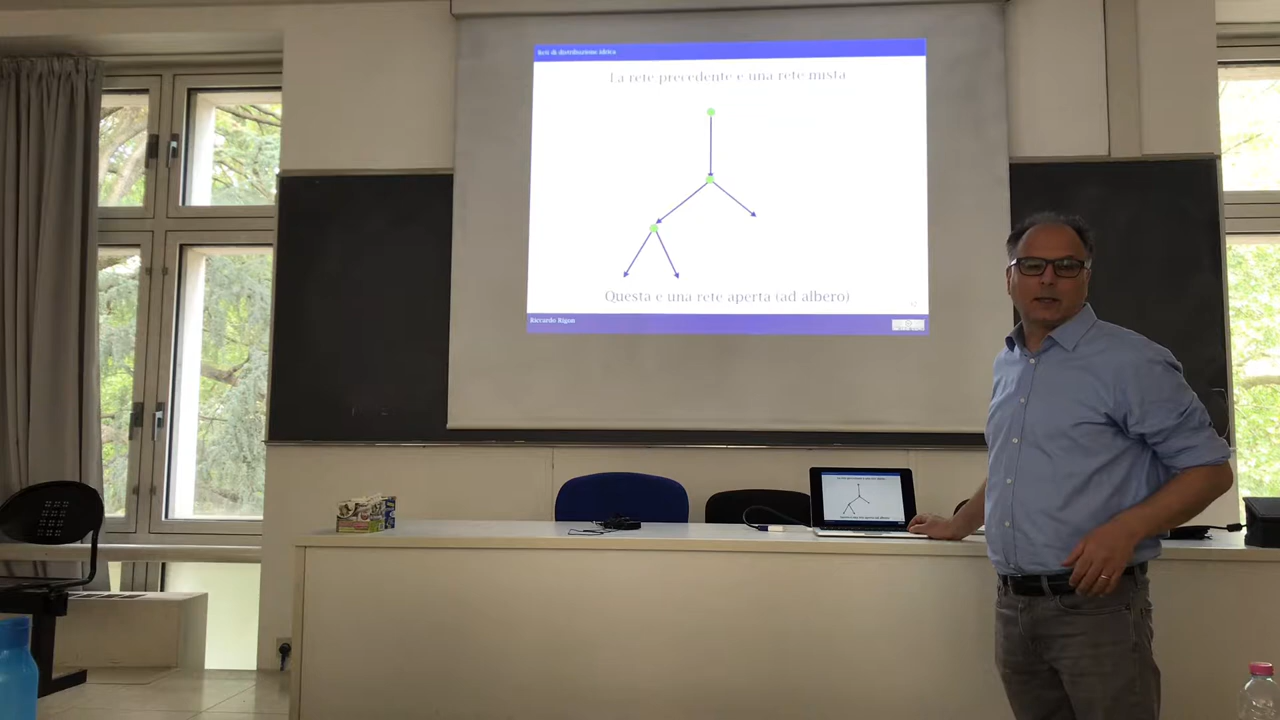 Reti di distribuzione idrica
La rete precedente e una rete mista
Questa e una rete aperta (ad albero)
Riccardo Rigon